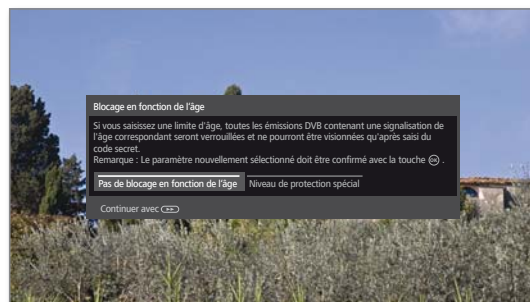 Blocage en fonction de l'âge
Si vous saisissez une limite d'âge, toutes les émissions DVB contenant une signalisation de
l'âge correspondant seront verrouillées et ne pourront être visionnées qu'après saisi du
code secret.
Remarque : Le paramètre nouvellement sélectionné doit être confirmé avec la touche OK .
Pas de blocage en fonction de l'âge Niveau de protection spécial
Continuer avec